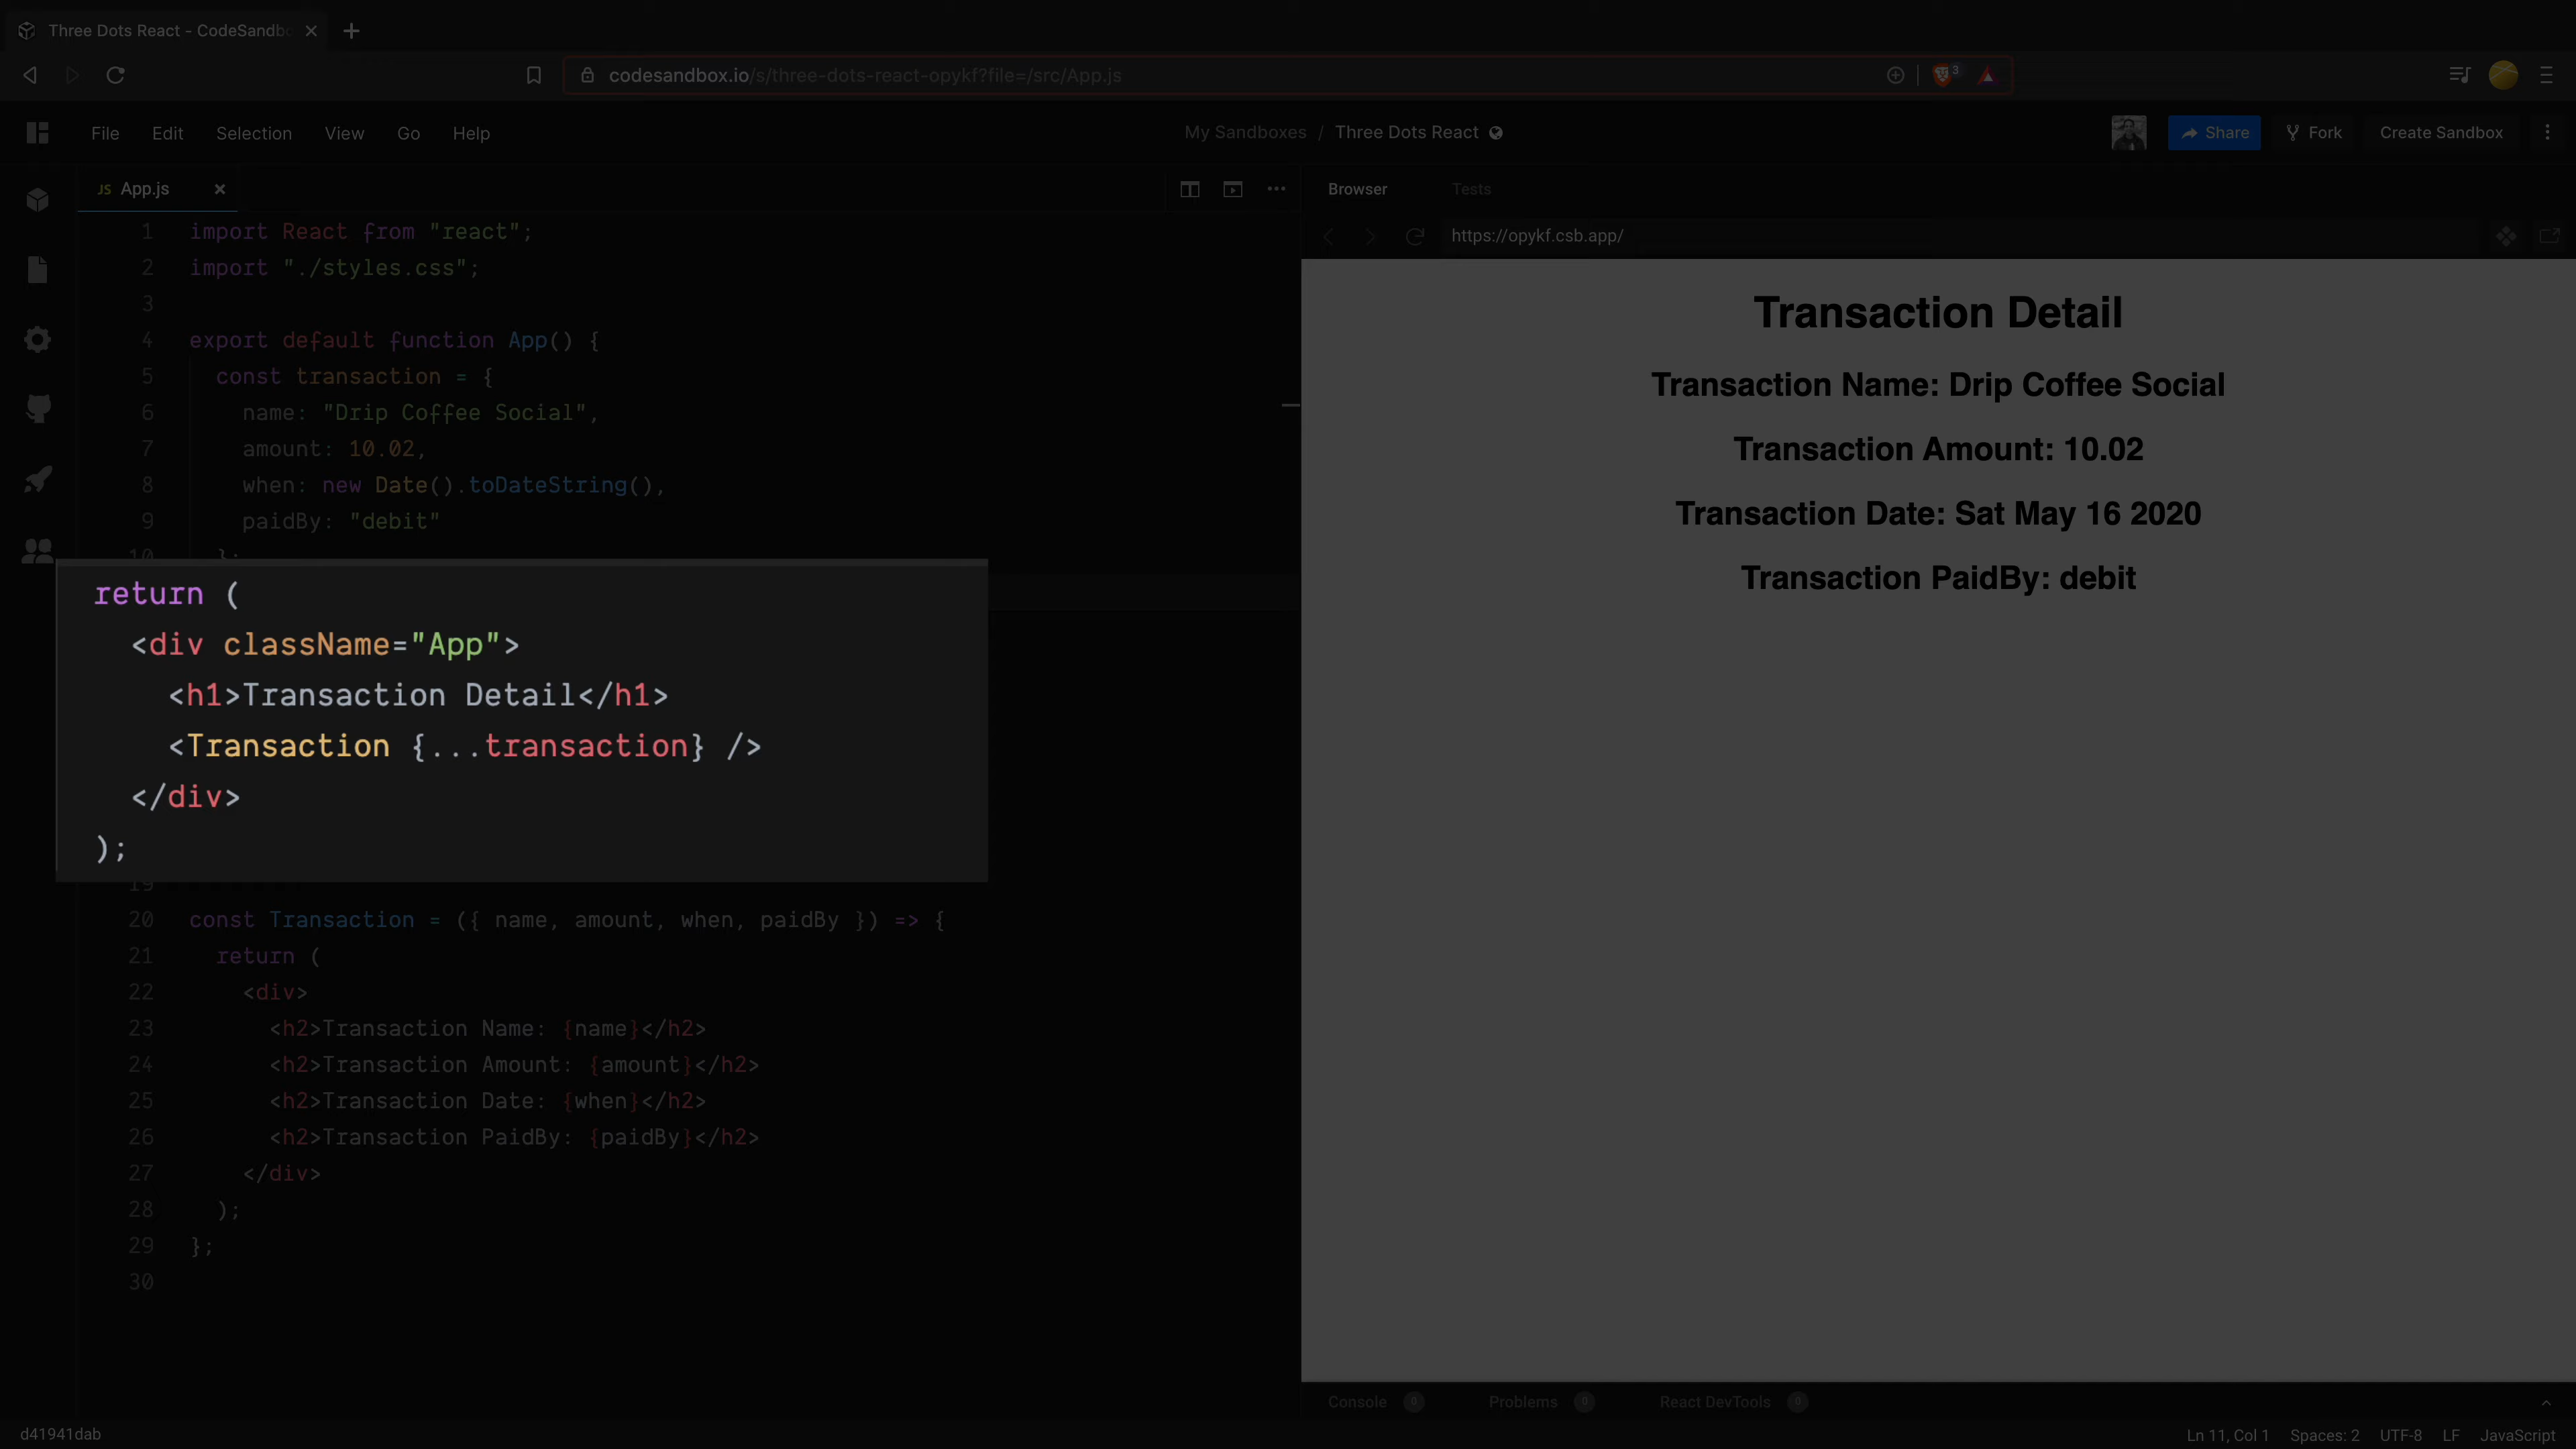 Three Dots React - CodeSandbo
codesandbox.io/s/three-dots-react-opykf?file=/src/App.js
3
File Edit Selection View Go Help
My Sandboxes / Three Dots React
Share Fork Create Sandbox
JS App.js
Browser Tests
https://opykf.csb.app/
1 import React from "react";
2 import "./styles.css";
3
4 export default function App() {
5 const transaction = {
6 name: "Drip Coffee Social",
7 amount: 10.02,
8 when: new Date().toDateString(),
9 paidBy: "debit"
10 };
return (
<div className="App">
<h1>Transaction Detail</h1>
<Transaction {...transaction} />
</div>
);
19
20 const Transaction = ({ name, amount, when, paidBy }) => {
21 return (
22 <div>
23 <h2>Transaction Name: {name}</h2>
24 <h2>Transaction Amount: {amount}</h2>
25 <h2>Transaction Date: {when}</h2>
26 <h2>Transaction PaidBy: {paidBy}</h2>
27 </div>
28 );
29 };
30
Transaction Detail
Transaction Name: Drip Coffee Social
Transaction Amount: 10.02
Transaction Date: Sat May 16 2020
Transaction PaidBy: debit
Console 0 Problems 0 React DevTools 0
d41941dab
Ln 11, Col 1 Spaces: 2 UTF-8 LF JavaScript